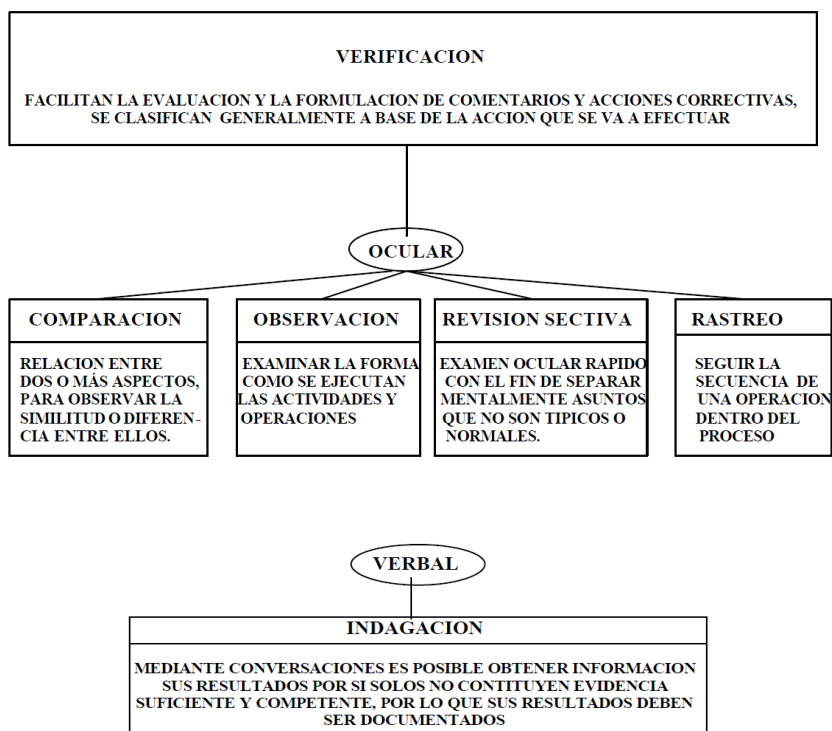 VERIFICACION
FACILITAN LA EVALUACION Y LA FORMULACION DE COMENTARIOS Y ACCIONES CORRECTIVAS,
SE CLASIFICAN GENERALMENTE A BASE DE LA ACCION QUE SE VA A EFECTUAR
OCULAR
COMPARACION
RELACION ENTRE
DOS O MÁS ASPECTOS,
PARA OBSERVAR LA
SIMILITUD O DIFEREN-
CIA ENTRE ELLOS.
OBSERVACION
EXAMINAR LA FORMA
COMO SE EJECUTAN
LAS ACTIVIDADES Y
OPERACIONES
REVISION SECTIVA
EXAMEN OCULAR RAPIDO
CON EL FIN DE SEPARAR
MENTALMENTE ASUNTOS
QUE NO SON TIPICOS O
NORMALES.
RASTREO
SEGUIR LA
SECUENCIA DE
UNA OPERACION
DENTRO DEL
PROCESO
VERBAL
INDAGACION
MEDIANTE CONVERSACIONES ES POSIBLE OBTENER INFORMACION
SUS RESULTADOS POR SI SOLOS NO CONTITUYEN EVIDENCIA
SUFICIENTE Y COMPETENTE, POR LO QUE SUS RESULTADOS DEBEN
SER DOCUMENTADOS